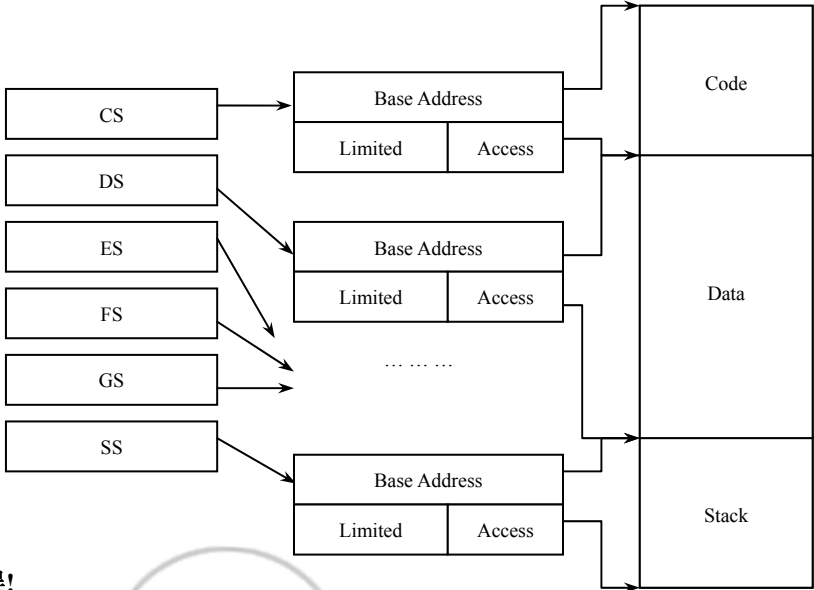 CS
DS
ES
FS
GS
SS
Base Address
Limited Access
Base Address
Limited Access
... ... ...
Base Address
Limited Access
Code
Data
Stack